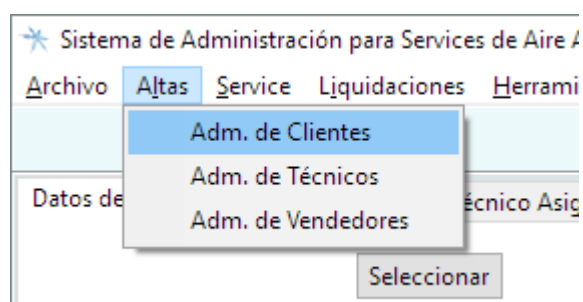 Sistema de Administración para Services de Aire
Archivo Altas Service Liquidaciones Herrami
Adm. de Clientes
Adm. de Técnicos
Adm. de Vendedores
Datos de
écnico Asig
Seleccionar